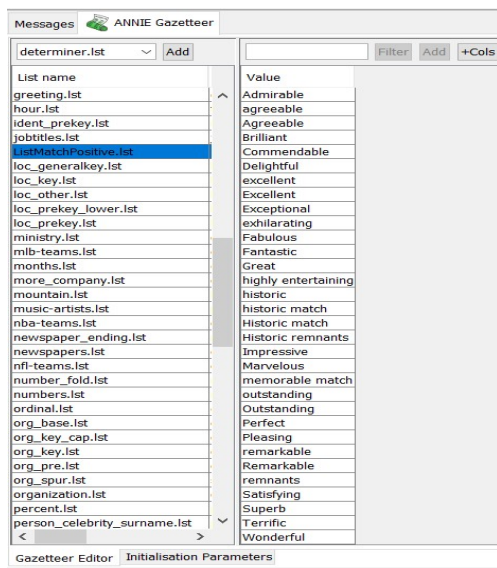 Messages ANNIE Gazetteer
determiner.lst Add Filter Add +Cols
List name Value
greeting.lst Admirable
hour.lst agreeable
ident_prekey.lst Agreeable
jobtitles.lst Brilliant
ListMatchPositive.lst Commendable
loc_generalkey.lst Delightful
loc_key.lst excellent
loc_other.lst Excellent
loc_prekey_lower.lst Exceptional
loc_prekey.lst exhilarating
ministry.lst Fabulous
mlb-teams.lst Fantastic
months.lst Great
more_company.lst highly entertaining
mountain.lst historic
music-artists.lst historic match
nba-teams.lst Historic match
newspaper_ending.lst Historic remnants
newspapers.lst Impressive
nfl-teams.lst Marvelous
number_fold.lst memorable match
numbers.lst outstanding
ordinal.lst Outstanding
org_base.lst Perfect
org_key_cap.lst Pleasing
org_key.lst remarkable
org_pre.lst Remarkable
org_spur.lst remnants
organization.lst Satisfying
percent.lst Superb
person_celebrity_surname.lst Terrific
Wonderful
Gazetteer Editor Initialisation Parameters